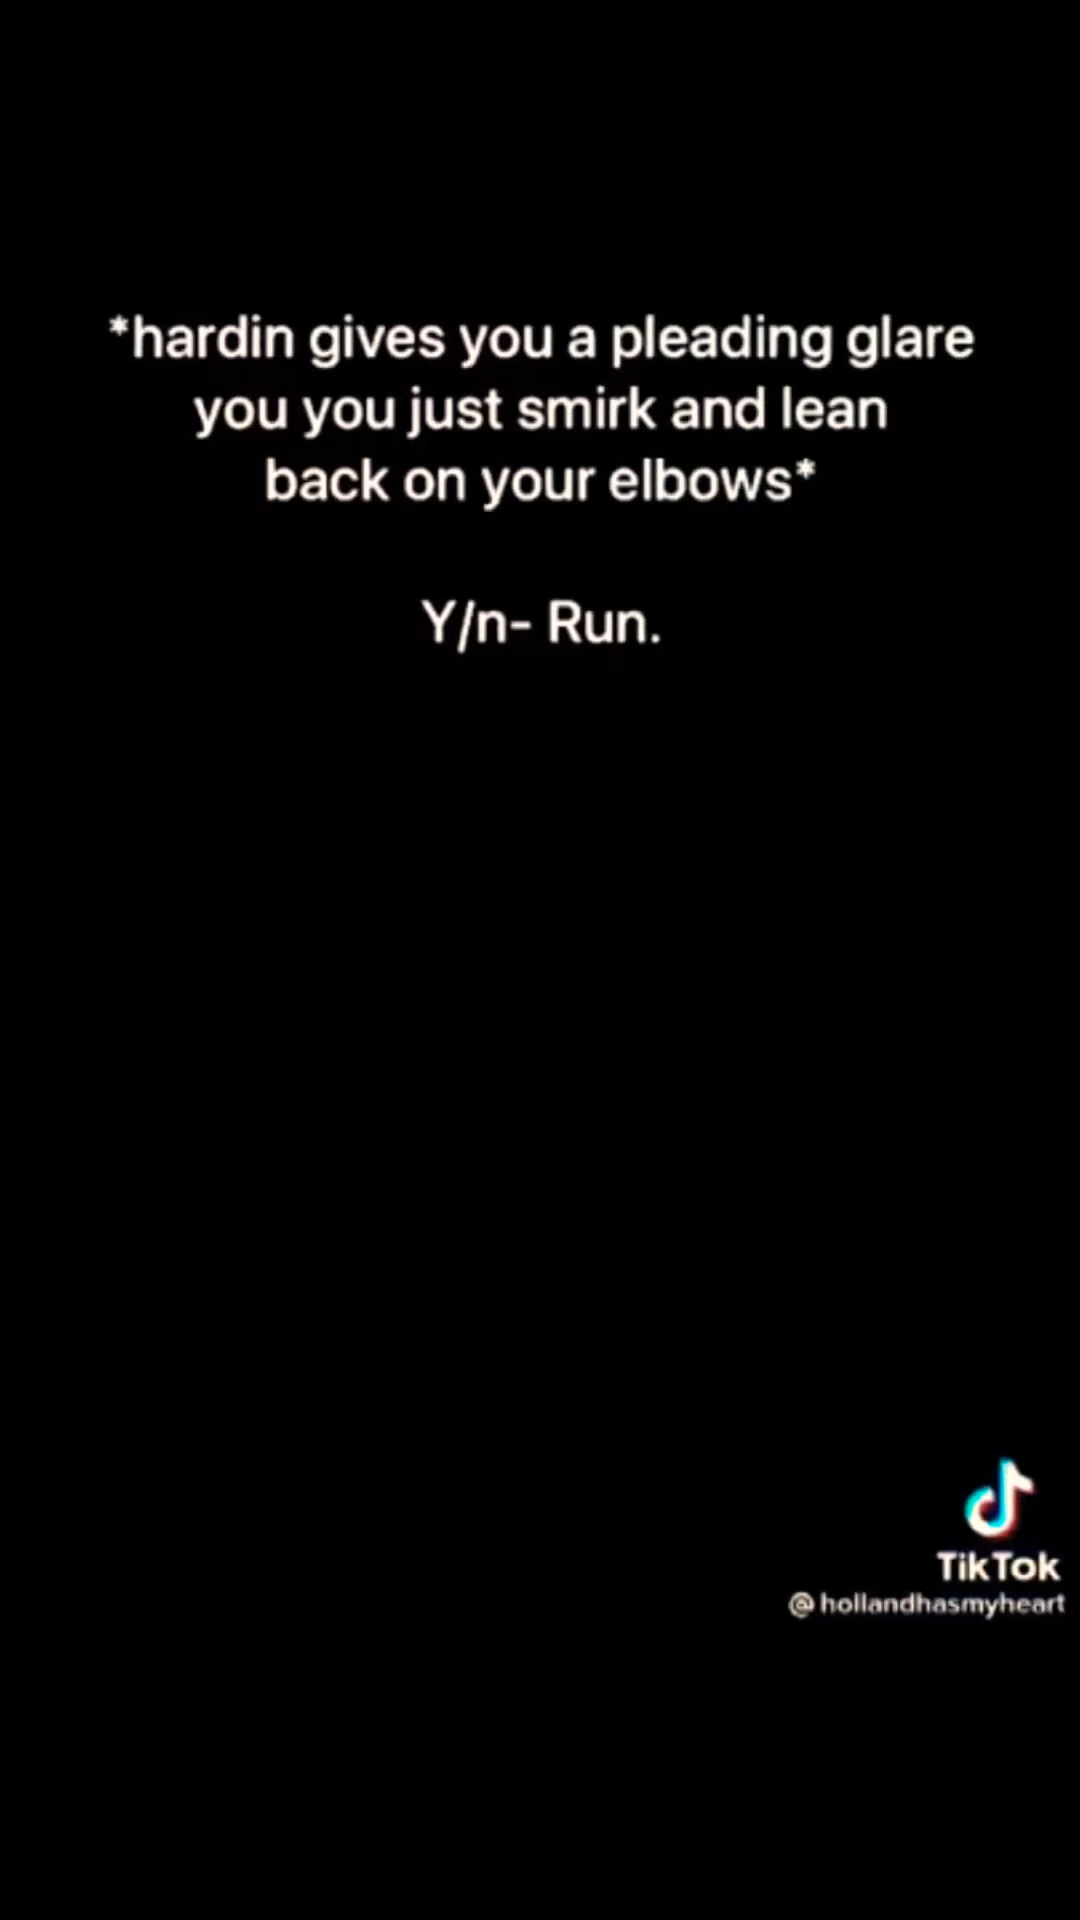 *hardin gives you a pleading glare
you you just smirk and lean
back on your elbows*
Y/n- Run.
TikTok
@hollandhasmyheart